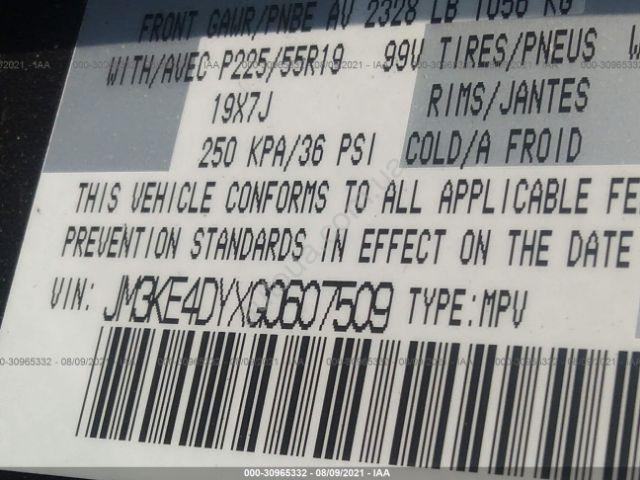 FRONT GAWR/PNBE AV 2328 LB 1056 KG
WITH/AVEC P225/55R19 99V TIRES/PNEUS
19X7J RIMS/JANTES
250 KPA/36 PSI COLD/A FROID
THIS VEHICLE CONFORMS TO ALL APPLICABLE FE
PREVENTION STANDARDS IN EFFECT ON THE DATE
VIN: JM3KE4DYXG0607509 TYPE:MPV
000-30965332 - 08/09/2021 - IAA